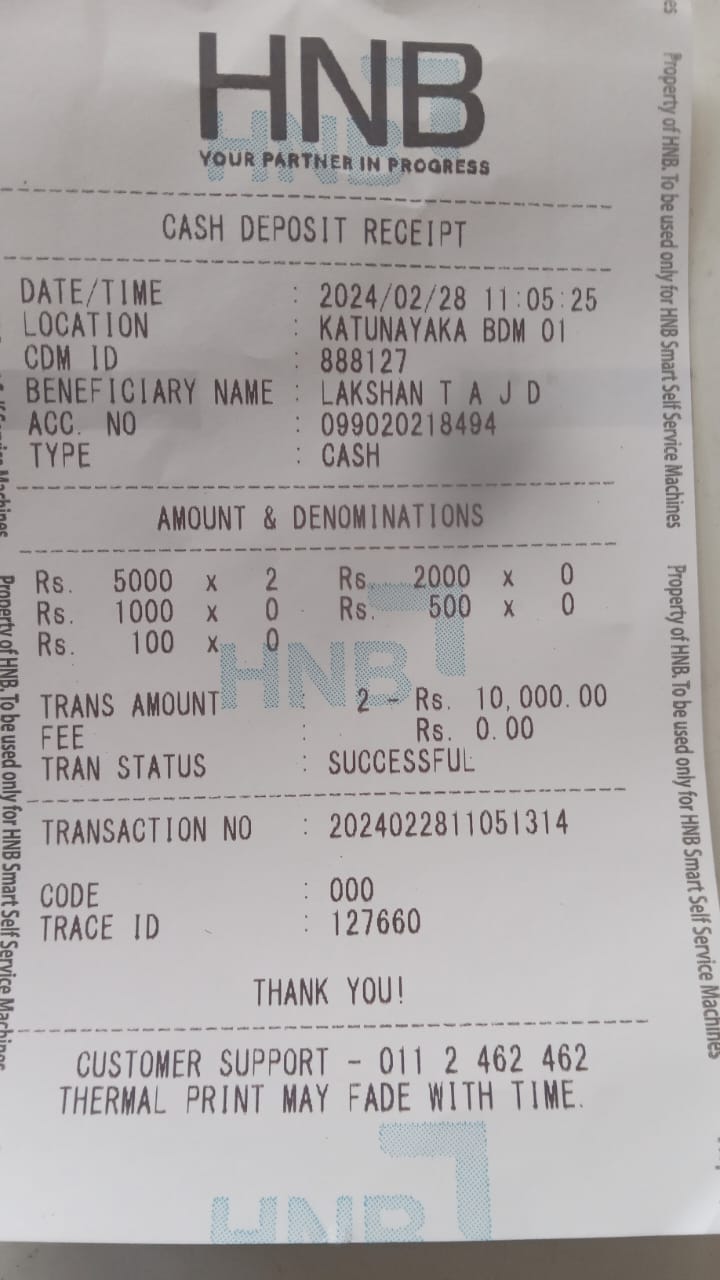 HNB
YOUR PARTNER IN PROGRESS
CASH DEPOSIT RECEIPT
DATE/TIME : 2024/02/28 11:05:25
LOCATION : KATUNAYAKA BDM 01
CDM ID : 888127
BENEFICIARY NAME : LAKSHAN T A J D
ACC. NO : 099020218494
TYPE : CASH
AMOUNT & DENOMINATIONS
Rs. 5000 x 2 Rs. 2000 x 0
Rs. 1000 x 0 Rs. 500 x 0
Rs. 100 x 0
HNB
TRANS AMOUNT 2 - Rs. 10,000.00
FEE : Rs. 0.00
TRAN STATUS : SUCCESSFUL
TRANSACTION NO : 2024022811051314
CODE : 000
TRACE ID : 127660
THANK YOU!
CUSTOMER SUPPORT - 011 2 462 462
THERMAL PRINT MAY FADE WITH TIME.
HNB
Property of HNB. To be used only for HNB Smart Self Service Machines
Property of HNB. To be used only for HNB Smart Self Service Machines
Property of HNB. To be used only for HNB Smart Self Service Machines